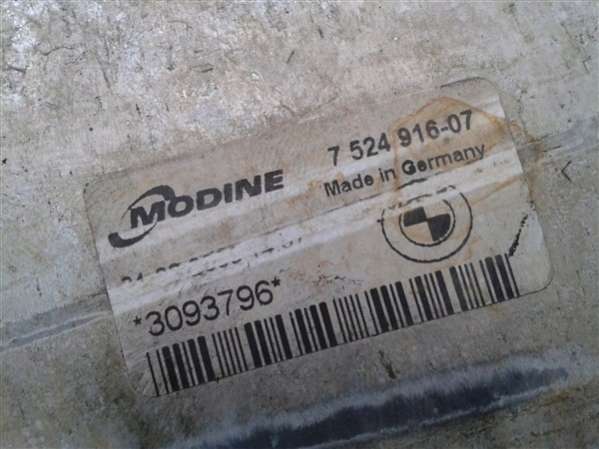 MODINE
7 524 916-07
Made in Germany
*3093796*